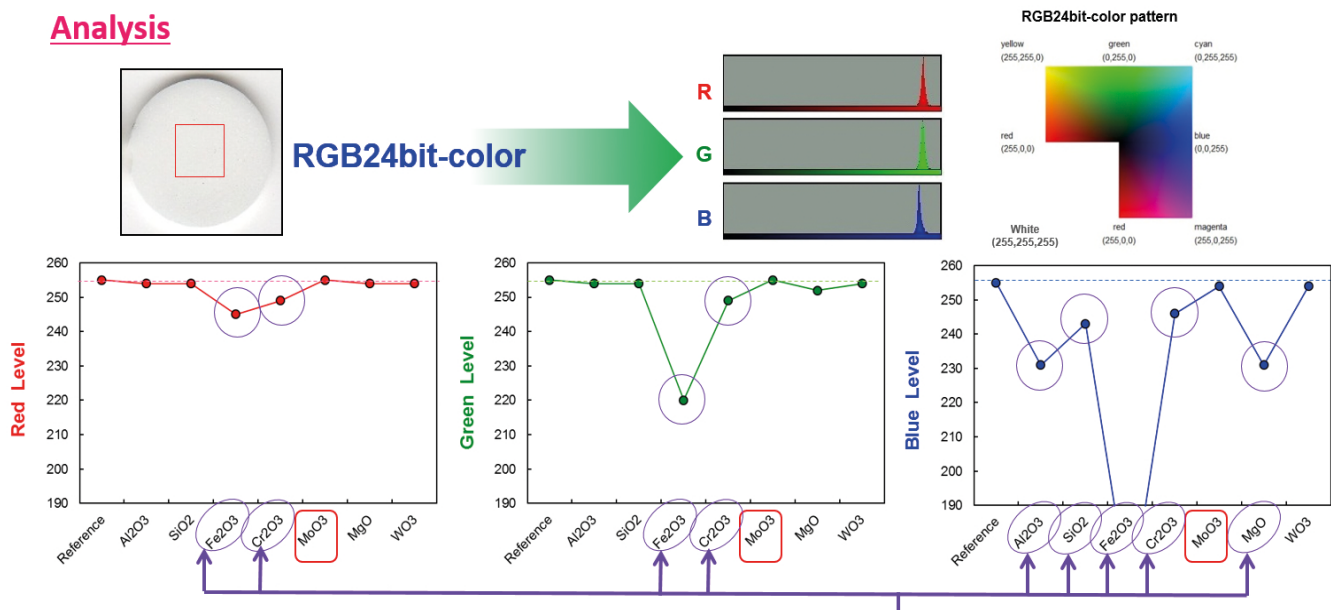 Analysis
RGB24bit-color
R
G
B
RGB24bit-color pattern
yellow
(255,255,0)
green
(0,255,0)
cyan
(0,255,255)
red
(255,0,0)
blue
(0,0,255)
White
(255,255,255)
red
(255,0,0)
magenta
(255,0,255)
Red Level
260
250
240
230
220
210
200
190
Reference
Al2O3
SiO2
Fe2O3
Cr2O3
MoO3
MgO
WO3
Green Level
260
250
240
230
220
210
200
190
Reference
Al2O3
SiO2
Fe2O3
Cr2O3
MoO3
MgO
WO3
Blue Level
260
250
240
230
220
210
200
190
Reference
Al2O3
SiO2
Fe2O3
Cr2O3
MoO3
MgO
WO3